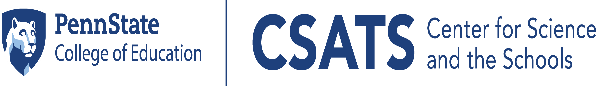 PennState
College of Education
CSATS
Center for Science
and the Schools